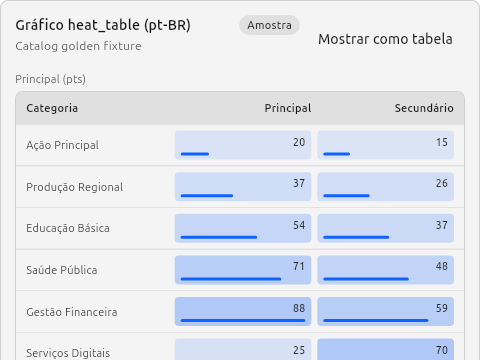 Gráfico heat_table (pt-BR)
Amostra
Mostrar como tabela
Catalog golden fixture
Principal (pts)
Categoria Principal Secundário
Ação Principal 20 15
Produção Regional 37 26
Educação Básica 54 37
Saúde Pública 71 48
Gestão Financeira 88 59
Serviços Digitais 25 70